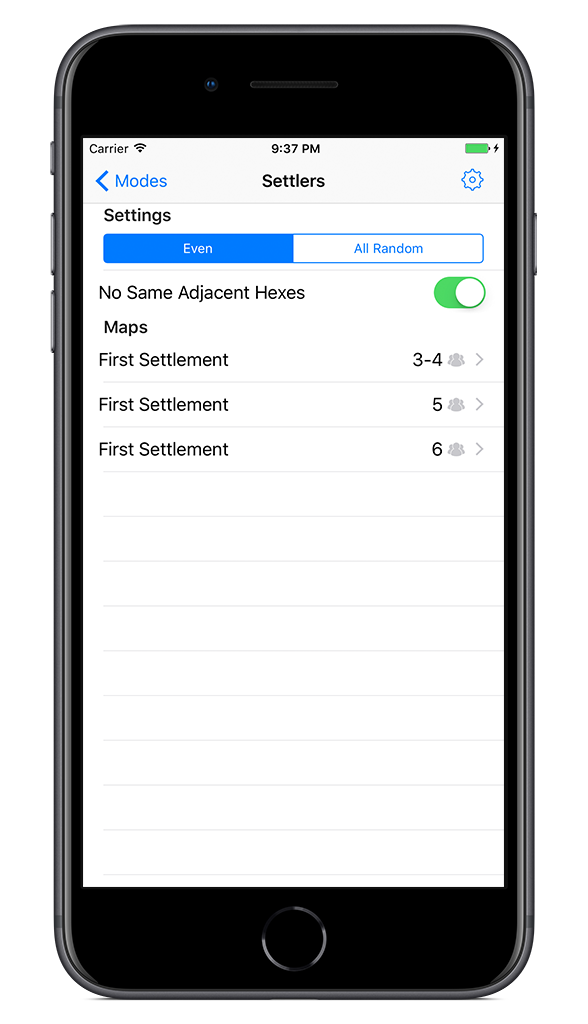 Carrier 9:37 PM
Modes Settlers
Settings
Even All Random
No Same Adjacent Hexes
Maps
First Settlement 3-4
First Settlement 5
First Settlement 6